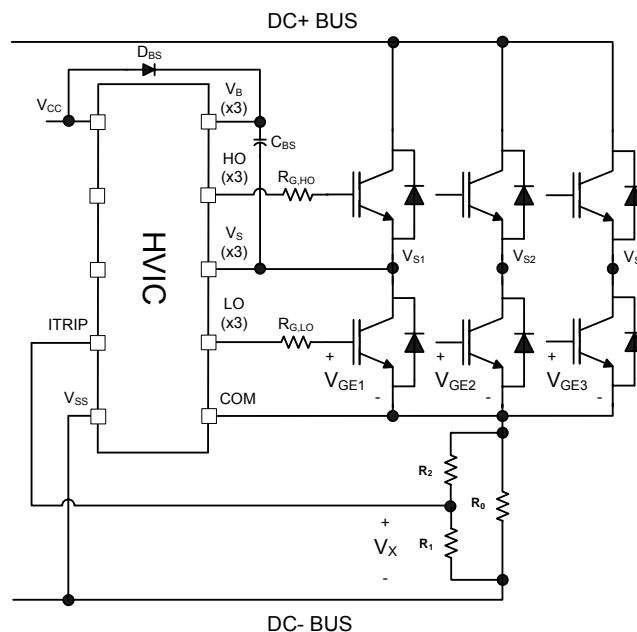 DC+ BUS
DBS
VCC
VB
(x3)
CBS
HO
(x3)
RG,HO
HVIC
VS
(x3)
VS1
VS2
VS
LO
(x3)
RG,LO
ITRIP
+
VGE1
-
+
VGE2
-
+
VGE3
-
VSS
COM
R2
R0
+
VX
-
R1
DC- BUS